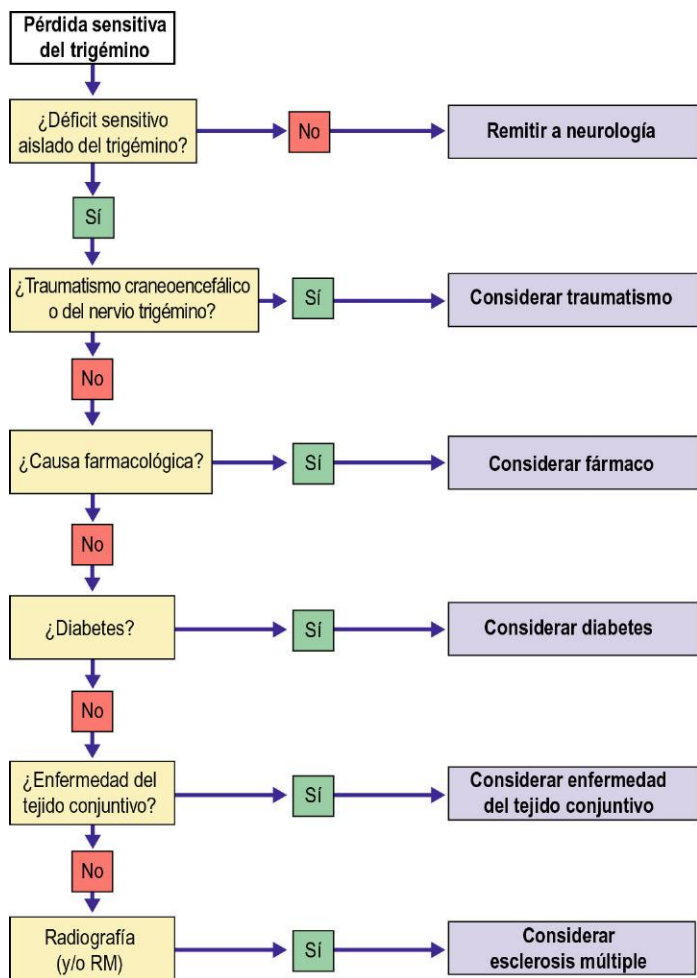 Pérdida sensitiva
del trigémino
¿Déficit sensitivo
aislado del trigémino?
No
Remitir a neurología
Sí
¿Traumatismo craneoencefálico
o del nervio trigémino?
Sí
Considerar traumatismo
No
¿Causa farmacológica?
Sí
Considerar fármaco
No
¿Diabetes?
Sí
Considerar diabetes
No
¿Enfermedad del
tejido conjuntivo?
Sí
Considerar enfermedad
del tejido conjuntivo
No
Radiografía
(y/o RM)
Sí
Considerar
esclerosis múltiple